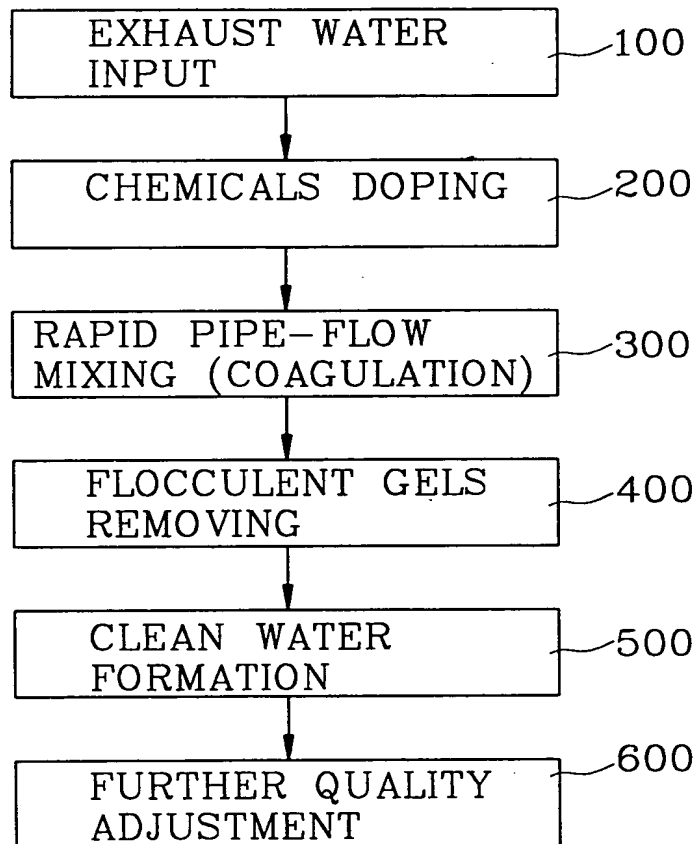 EXHAUST WATER
INPUT
100
CHEMICALS DOPING
200
RAPID PIPE-FLOW
MIXING (COAGULATION)
300
FLOCCULENT GELS
REMOVING
400
CLEAN WATER
FORMATION
500
FURTHER QUALITY
ADJUSTMENT
600